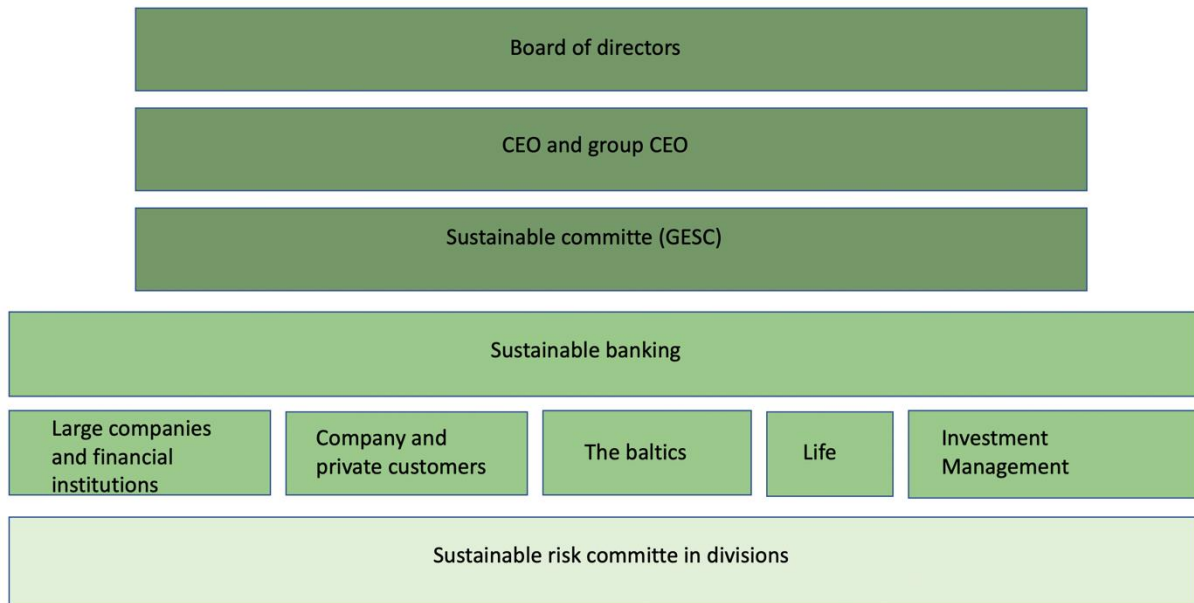 Board of directors
CEO and group CEO
Sustainable committe (GESC)
Sustainable banking
Large companies
and financial
institutions
Company and
private customers
The baltics
Life
Investment
Management
Sustainable risk committe in divisions